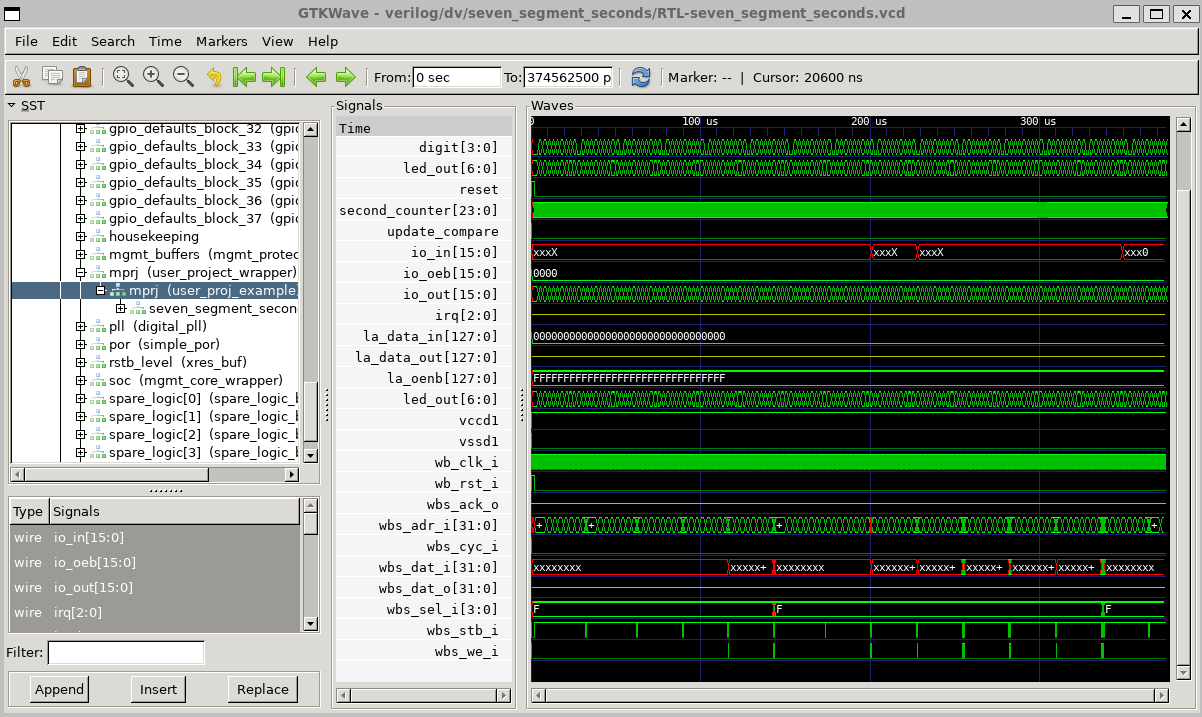 GTKWave - verilog/dv/seven_segment_seconds/RTL-seven_segment_seconds.vcd
File Edit Search Time Markers View Help
From: 0 sec To: 374562500 p Marker: -- | Cursor: 20600 ns
SST
gpio_defaults_block_32 (gpic
gpio_defaults_block_33 (gpic
gpio_defaults_block_34 (gpic
gpio_defaults_block_35 (gpic
gpio_defaults_block_36 (gpic
gpio_defaults_block_37 (gpic
housekeeping
mgmt_buffers (mgmt_protec
mprj (user_project_wrapper)
mprj (user_proj_example
seven_segment_secon
pll (digital_pll)
por (simple_por)
rstb_level (xres_buf)
soc (mgmt_core_wrapper)
spare_logic[0] (spare_logic_b
spare_logic[1] (spare_logic_b
spare_logic[2] (spare_logic_b
spare_logic[3] (spare_logic_b
Type Signals
wire io_in[15:0]
wire io_oeb[15:0]
wire io_out[15:0]
wire irq[2:0]
Filter:
Append Insert Replace
Signals
Time
digit[3:0]
led_out[6:0]
reset
second_counter[23:0]
update_compare
io_in[15:0]
io_oeb[15:0]
io_out[15:0]
irq[2:0]
la_data_in[127:0]
la_data_out[127:0]
la_oenb[127:0]
led_out[6:0]
vccd1
vssd1
wb_clk_i
wb_rst_i
wbs_ack_o
wbs_adr_i[31:0]
wbs_cyc_i
wbs_dat_i[31:0]
wbs_dat_o[31:0]
wbs_sel_i[3:0]
wbs_stb_i
wbs_we_i
Waves
0 100 us 200 us 300 us
xxxX xxxX xxxX xxx0
0000
00000000000000000000000000000000
FFFFFFFFFFFFFFFFFFFFFFFFFFFFFFFF
+ + + +
xxxxxxxx xxxxx+ xxxxxxxx xxxxxx+ xxxxx+ xxxxx+ xxxxxx+ xxxxx+ xxxxxxxx
F F F